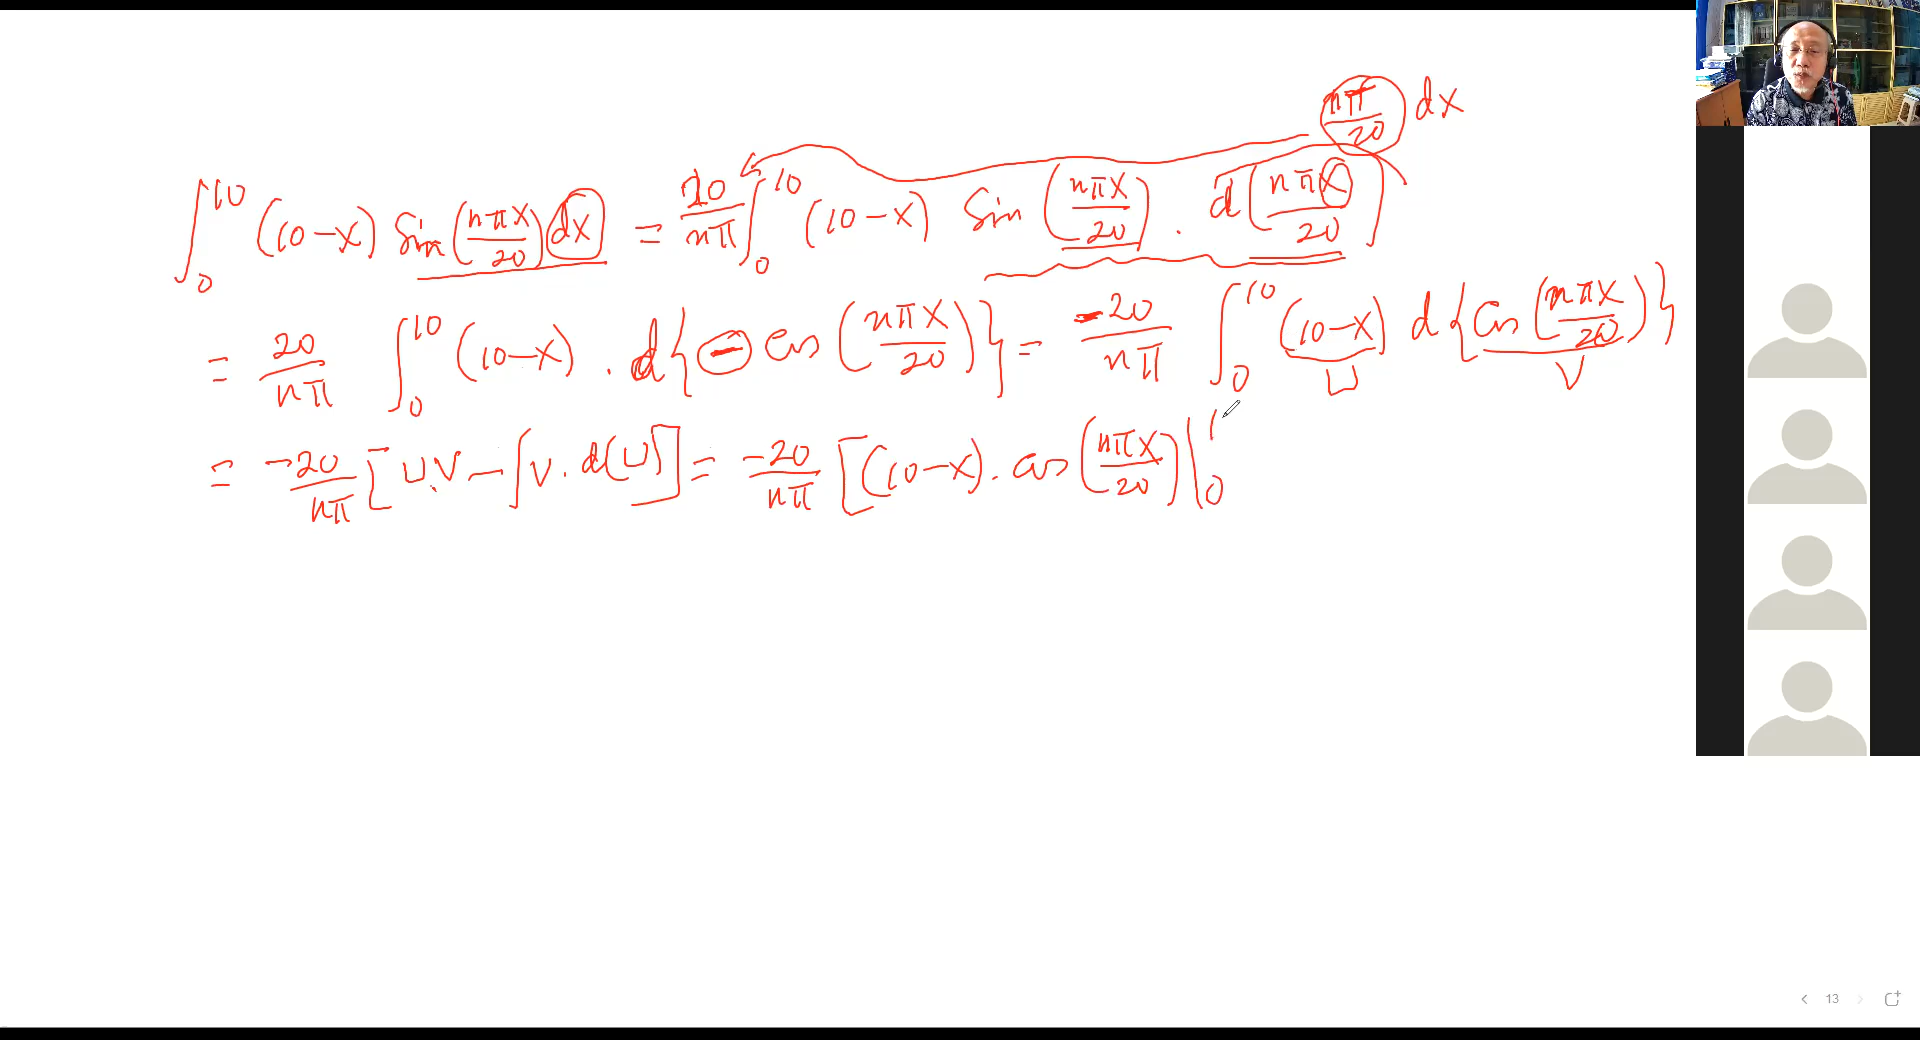 nπ/20 dx
∫₀¹⁰ (10-x) Sin(nπx/20) dx = 20/nπ ∫₀¹⁰ (10-x) Sin(nπx/20) . d(nπx/20)
= 20/nπ ∫₀¹⁰ (10-x) . d{- cos(nπx/20)} = -20/nπ ∫₀¹⁰ (10-x) d{cos(nπx/20)}
U V
= -20/nπ [U.V - ∫V. d(U)] = -20/nπ [(10-x). cos(nπx/20)|₀¹
13